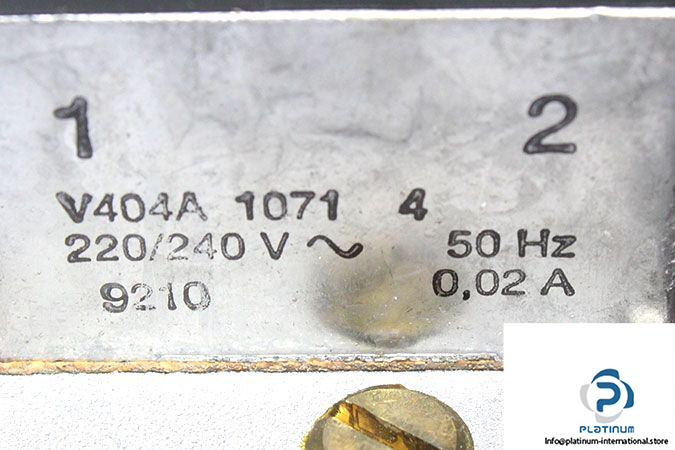 1 2
V404A 1071 4
220/240 V ~ 50 Hz
9210 0,02 A
PLATINUM
Info@platinum-international.store